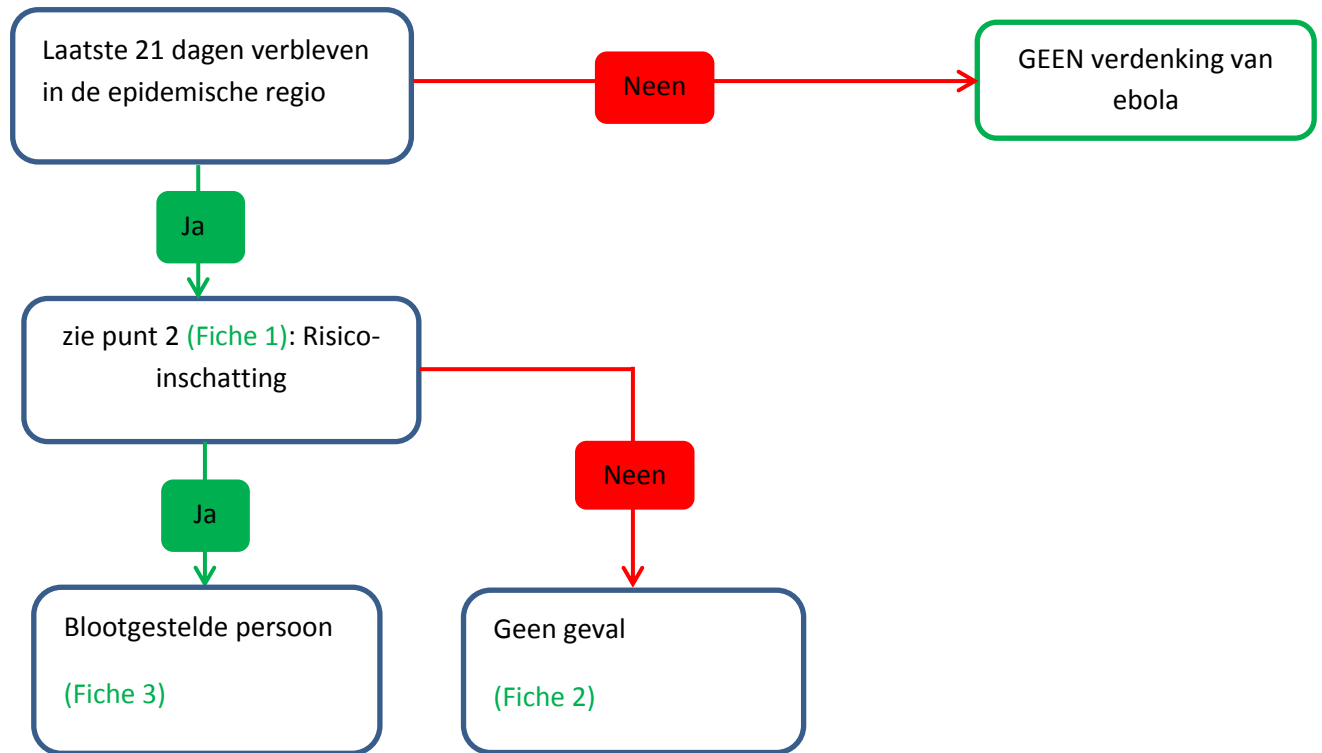 Laatste 21 dagen verbleven
in de epidemische regio
Neen
GEEN verdenking van
ebola
Ja
zie punt 2 (Fiche 1): Risico-
inschatting
Neen
Ja
Blootgestelde persoon
(Fiche 3)
Geen geval
(Fiche 2)